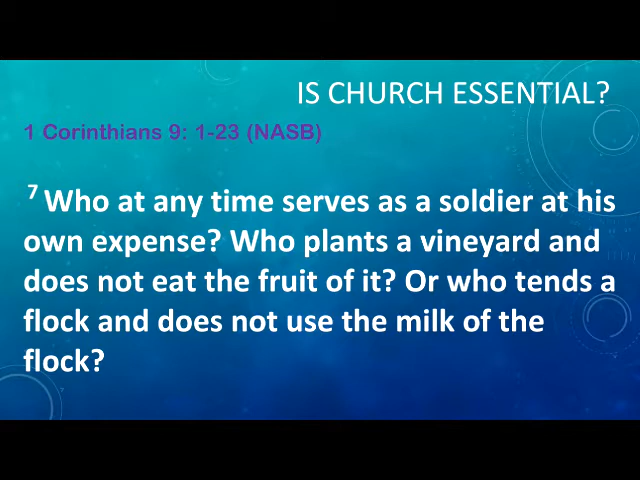 IS CHURCH ESSENTIAL?
1 Corinthians 9: 1-23 (NASB)
7 Who at any time serves as a soldier at his
own expense? Who plants a vineyard and
does not eat the fruit of it? Or who tends a
flock and does not use the milk of the
flock?